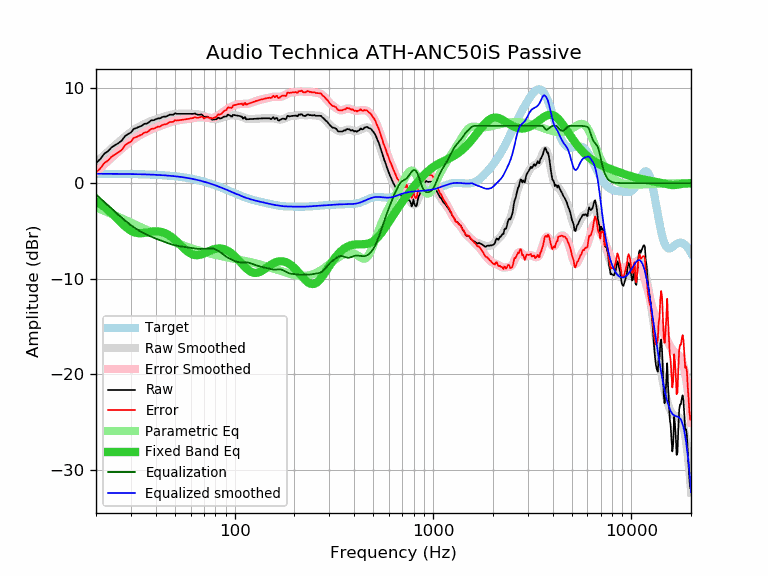 Audio Technica ATH-ANC50iS Passive
Amplitude (dBr)
10
0
−10
−20
−30
Target
Raw Smoothed
Error Smoothed
Raw
Error
Parametric Eq
Fixed Band Eq
Equalization
Equalized smoothed
100
1000
10000
Frequency (Hz)